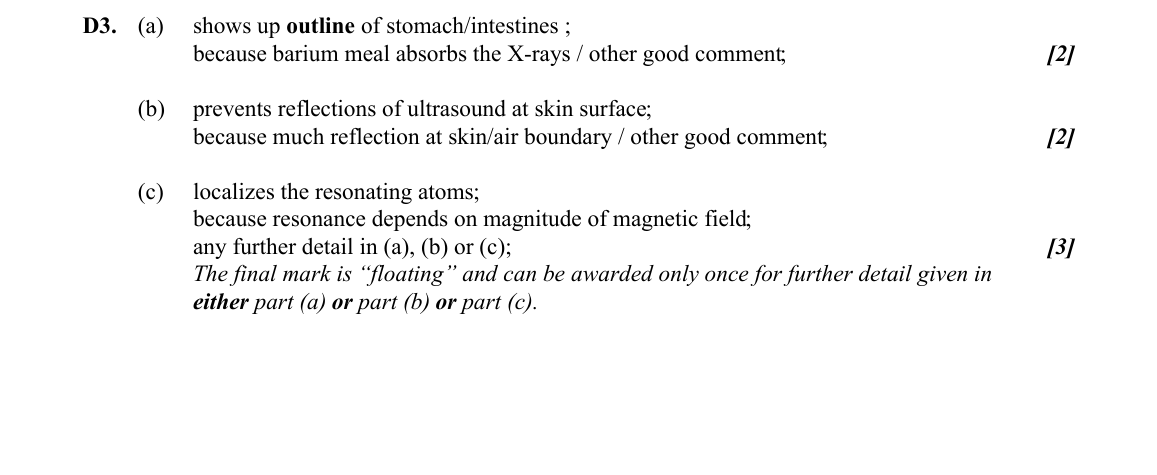 D3. (a) shows up outline of stomach/intestines ;
because barium meal absorbs the X-rays / other good comment; [2]
(b) prevents reflections of ultrasound at skin surface;
because much reflection at skin/air boundary / other good comment; [2]
(c) localizes the resonating atoms;
because resonance depends on magnitude of magnetic field;
any further detail in (a), (b) or (c); [3]
The final mark is “floating” and can be awarded only once for further detail given in
either part (a) or part (b) or part (c).